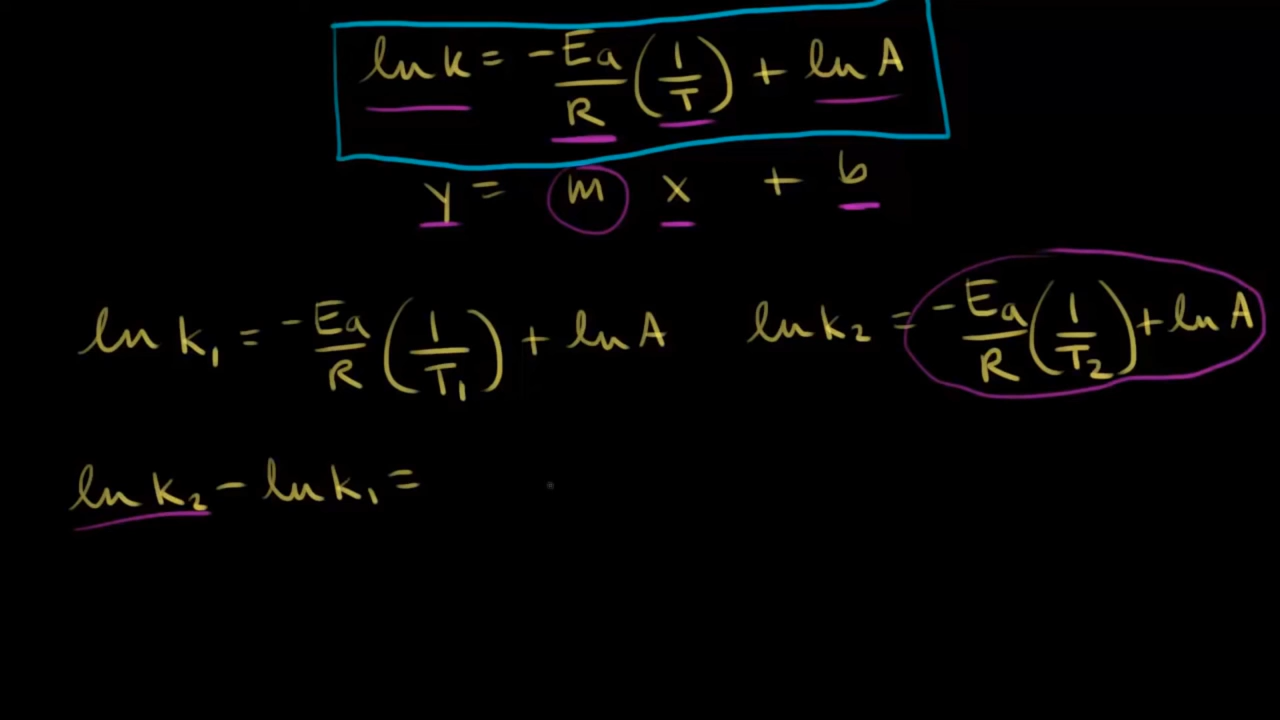 ln k = -Ea/R (1/T) + ln A
y = m x + b
ln k₁ = -Ea/R (1/T₁) + ln A    ln k₂ = -Ea/R (1/T₂) + ln A
ln k₂ - ln k₁ =